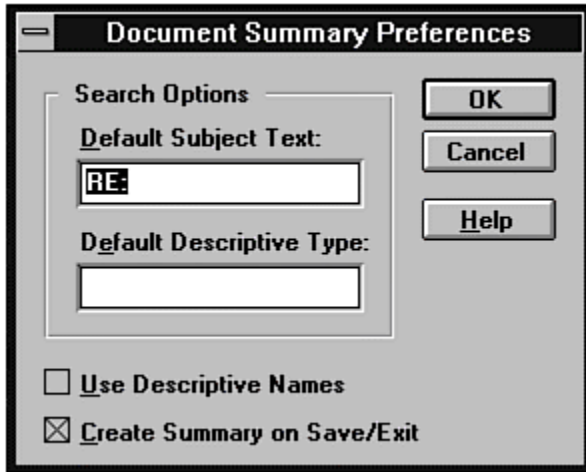 Document Summary Preferences
Search Options
Default Subject Text:
RE:
Default Descriptive Type:
OK
Cancel
Help
Use Descriptive Names
Create Summary on Save/Exit